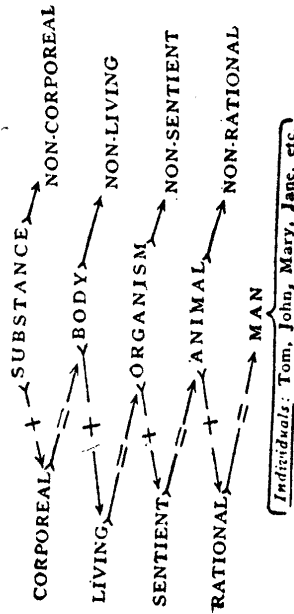 SUBSTANCE
CORPOREAL + NON-CORPOREAL
= BODY
LIVING + NON-LIVING
= ORGANISM
SENTIENT + NON-SENTIENT
= ANIMAL
RATIONAL + NON-RATIONAL
= MAN
Individuals: Tom, John, Mary, Jane, etc